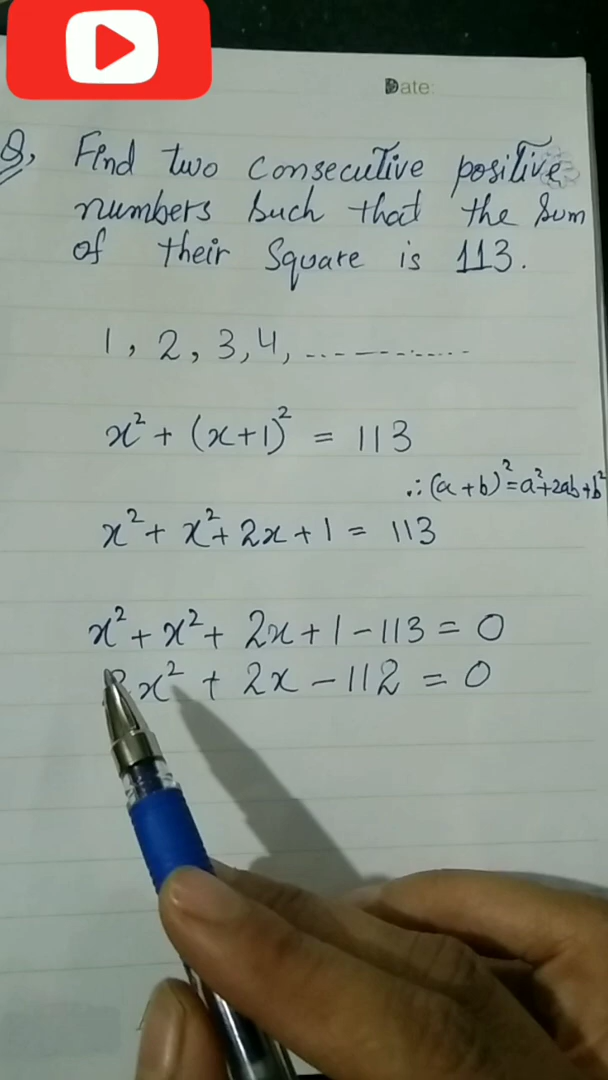 Date:
Q, Find two consecutive positive
numbers such that the sum
of their Square is 113.
1, 2, 3, 4, ..............
x² + (x+1)² = 113
∴ (a+b)² = a²+2ab+b²
x² + x² + 2x + 1 = 113
x² + x² + 2x + 1 - 113 = 0
2x² + 2x - 112 = 0